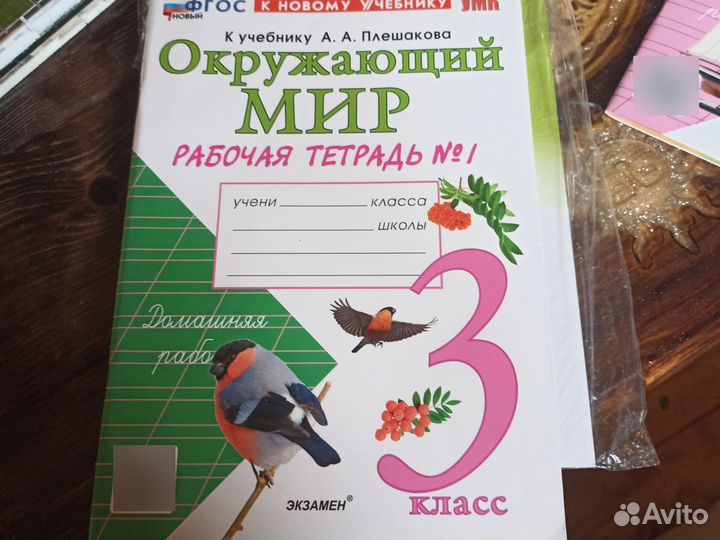 ФГОС
НОВЫЙ
К НОВОМУ УЧЕБНИКУ
УМК
К учебнику А. А. Плешакова
Окружающий
МИР
РАБОЧАЯ ТЕТРАДЬ №1
учени класса
школы
Домашняя
рабо
3
класс
ЭКЗАМЕН®
Avito